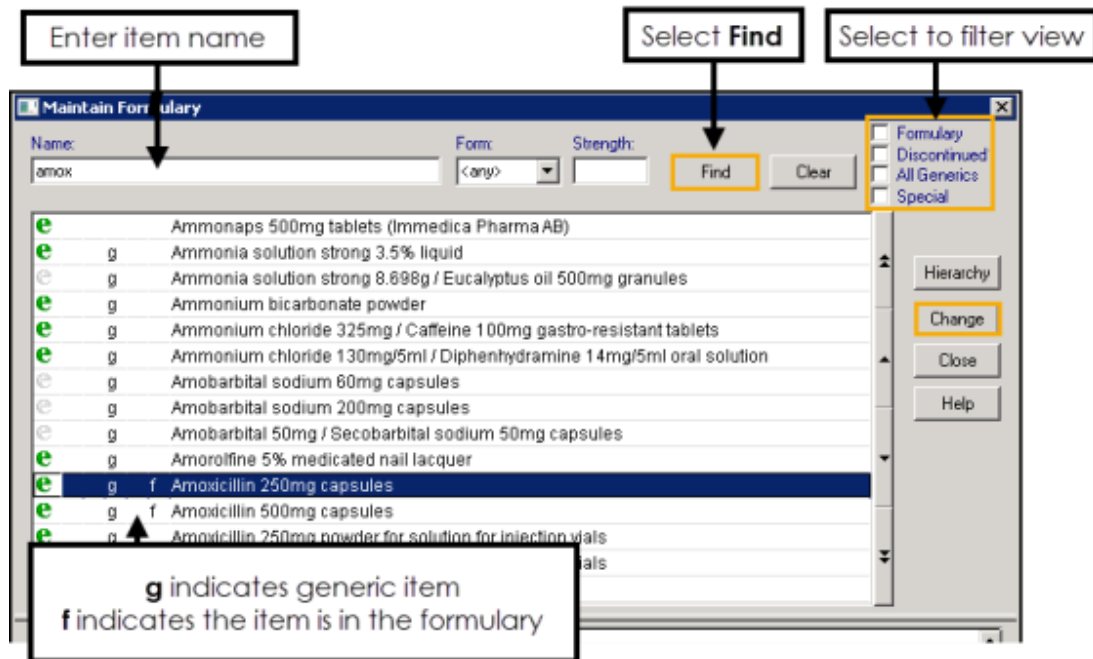 Enter item name
Select Find
Select to filter view
Maintain Formulary
Name:
Form:
Strength:
amox
<any>
Find
Clear
Formulary
Discontinued
All Generics
Special
e Ammonaps 500mg tablets (Immedica Pharma AB)
e g Ammonia solution strong 3.5% liquid
e g Ammonia solution strong 8.698g / Eucalyptus oil 500mg granules
e g Ammonium bicarbonate powder
e g Ammonium chloride 325mg / Caffeine 100mg gastro-resistant tablets
e g Ammonium chloride 130mg/5ml / Diphenhydramine 14mg/5ml oral solution
e g Amobarbital sodium 60mg capsules
e g Amobarbital sodium 200mg capsules
e g Amobarbital 50mg / Secobarbital sodium 50mg capsules
e g Amorolfine 5% medicated nail lacquer
e g f Amoxicillin 250mg capsules
e g f Amoxicillin 500mg capsules
e g Amoxicillin 250mg powder for solution for injection vials
ials
Hierarchy
Change
Close
Help
g indicates generic item
f indicates the item is in the formulary